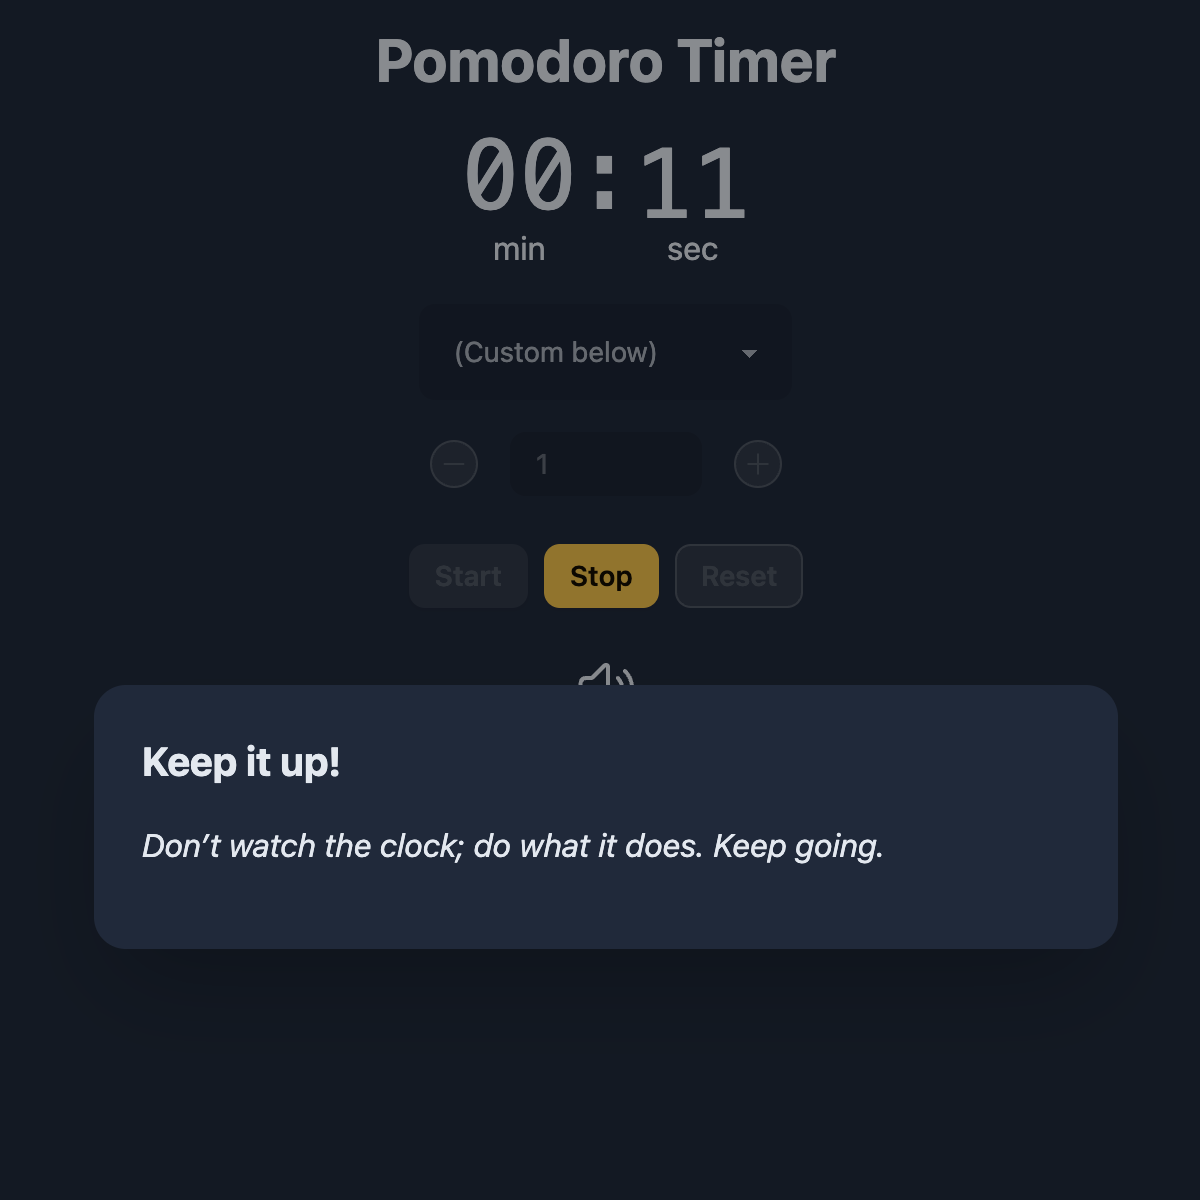 Pomodoro Timer
00:11
min sec
(Custom below)
1
Start Stop Reset
Keep it up!
Don’t watch the clock; do what it does. Keep going.